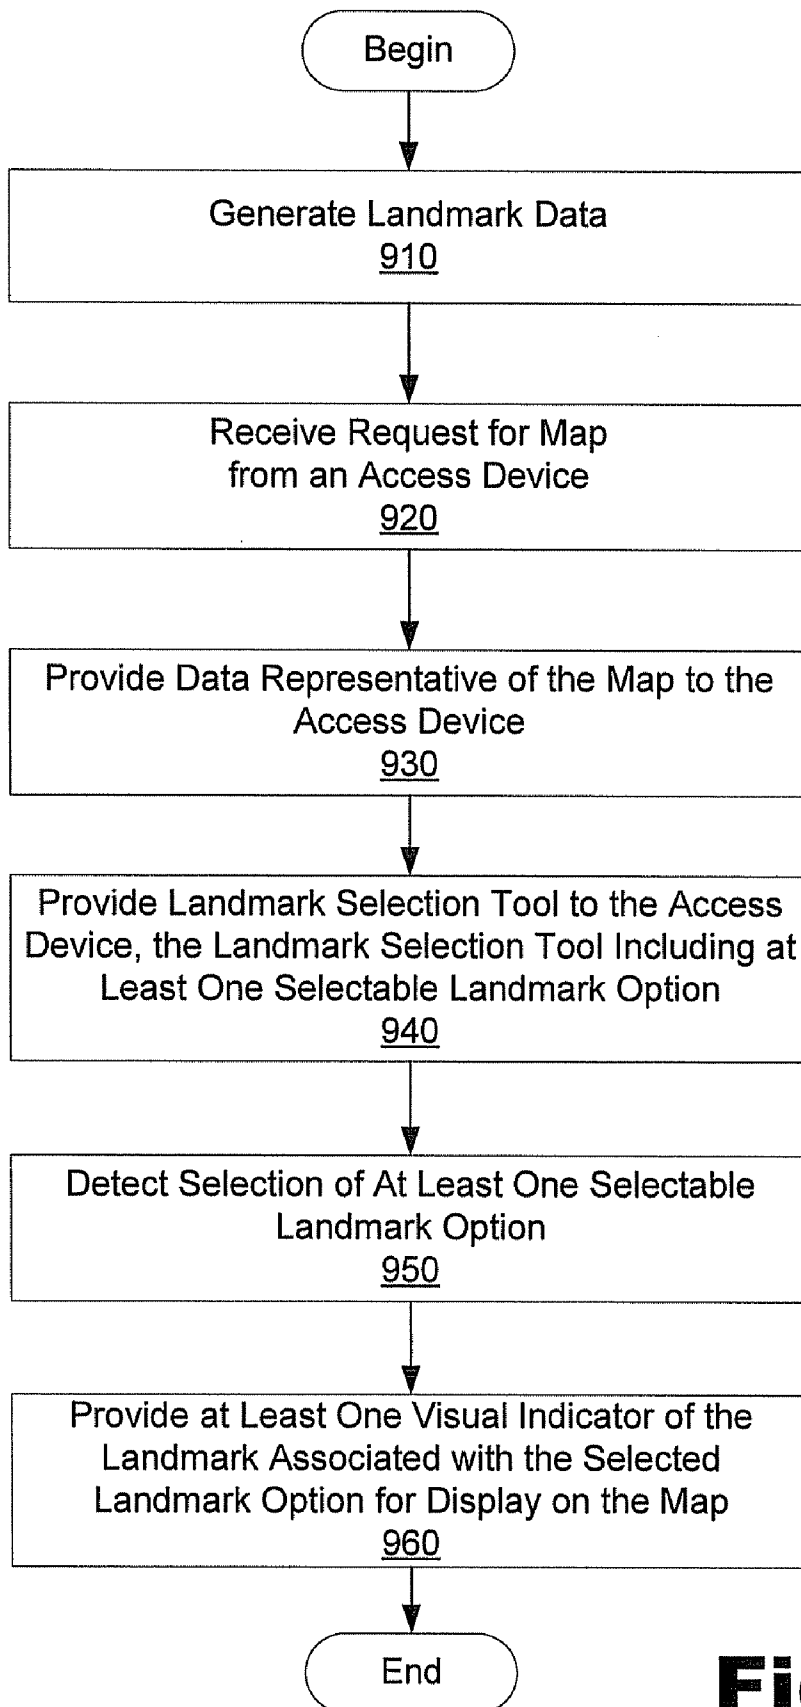 Begin
Generate Landmark Data
910
Receive Request for Map
from an Access Device
920
Provide Data Representative of the Map to the
Access Device
930
Provide Landmark Selection Tool to the Access
Device, the Landmark Selection Tool Including at
Least One Selectable Landmark Option
940
Detect Selection of At Least One Selectable
Landmark Option
950
Provide at Least One Visual Indicator of the
Landmark Associated with the Selected
Landmark Option for Display on the Map
960
End